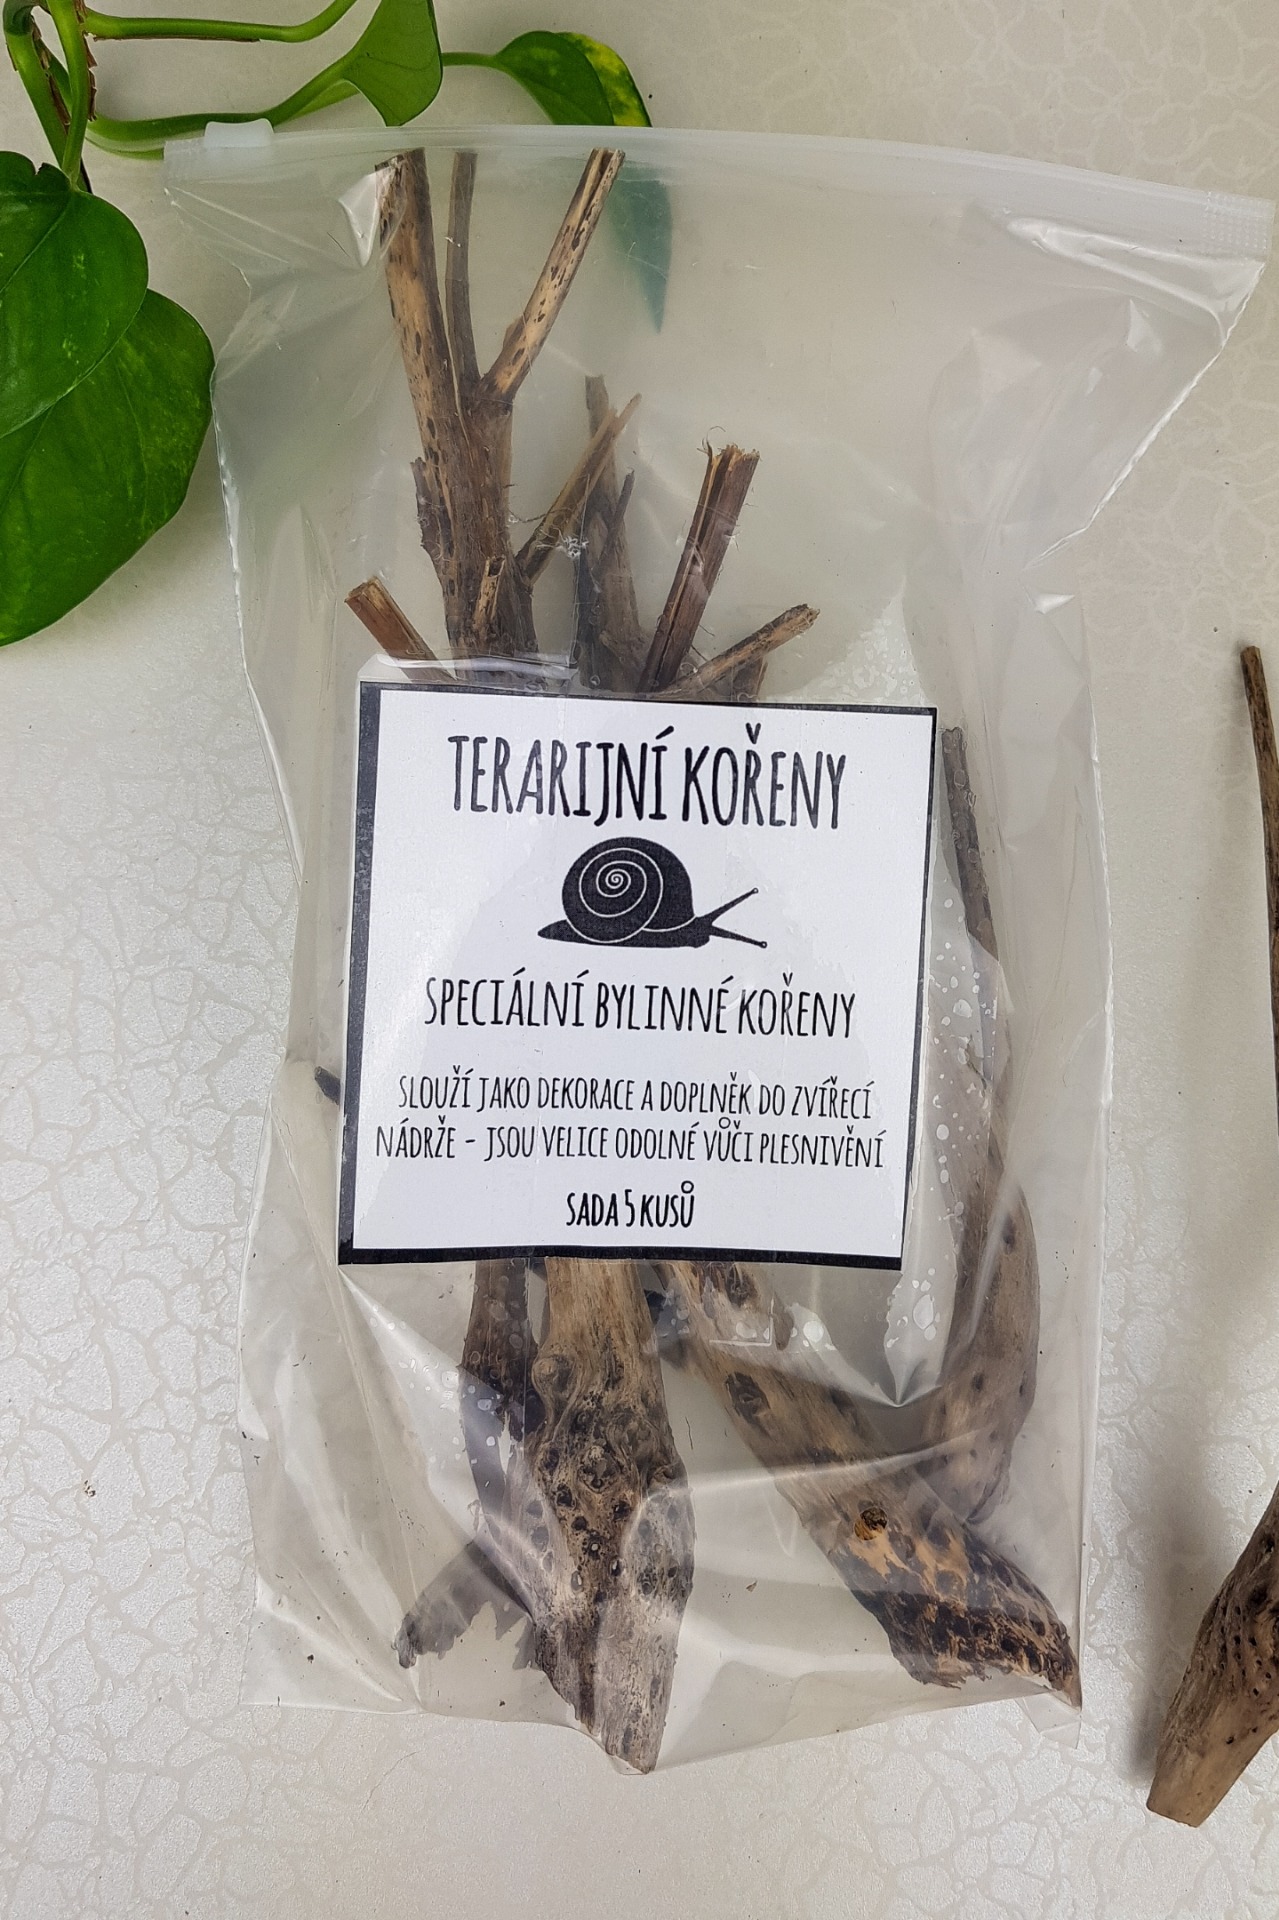 TERARIJNÍ KOŘENY
SPECIÁLNÍ BYLINNÉ KOŘENY
SLOUŽÍ JAKO DEKORACE A DOPLNĚK DO ZVÍŘECÍ
NÁDRŽE - JSOU VELICE ODOLNÉ VŮČI PLESNIVĚNÍ
SADA 5 KUSŮ